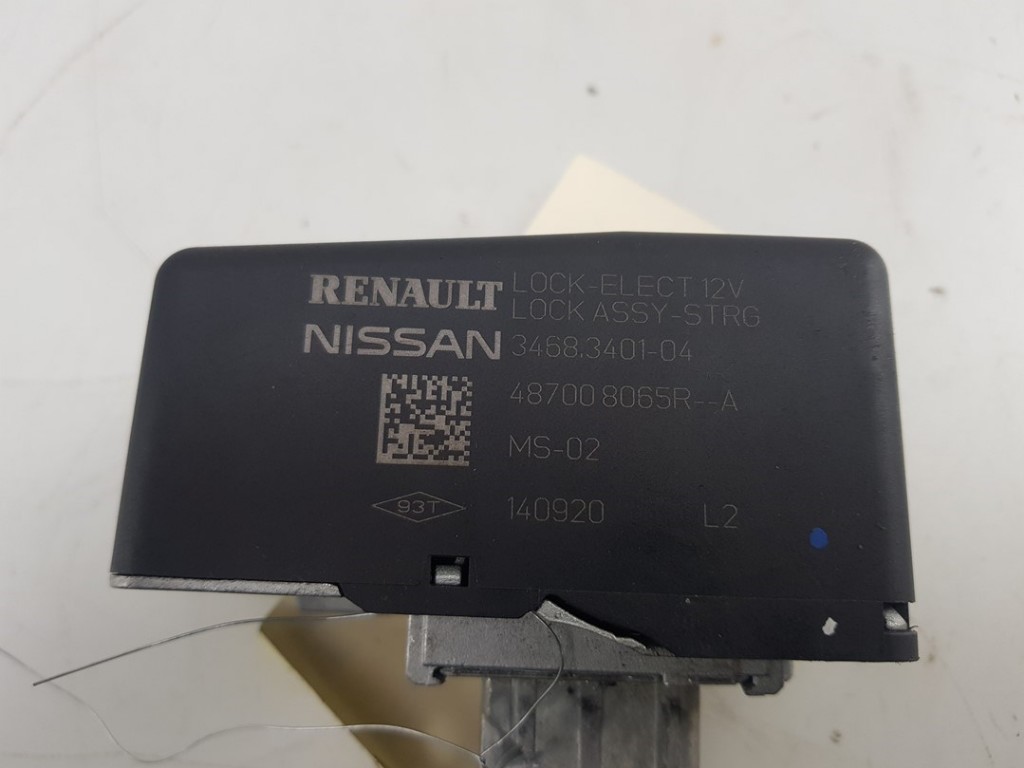 RENAULT LOCK-ELECT 12V
LOCK ASSY-STRG
NISSAN 3468.3401-04
48700 8065R--A
MS-02
93T 140920 L2